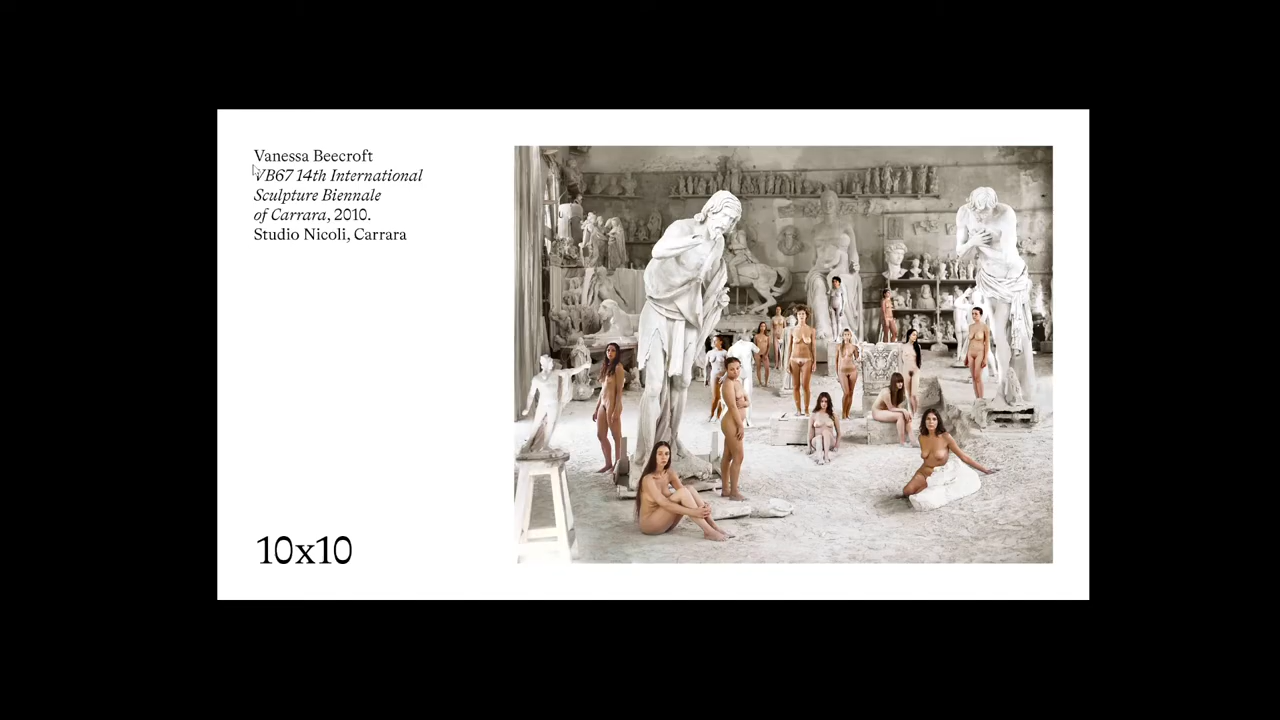 Vanessa Beecroft
VB67 14th International
Sculpture Biennale
of Carrara, 2010.
Studio Nicoli, Carrara
10x10